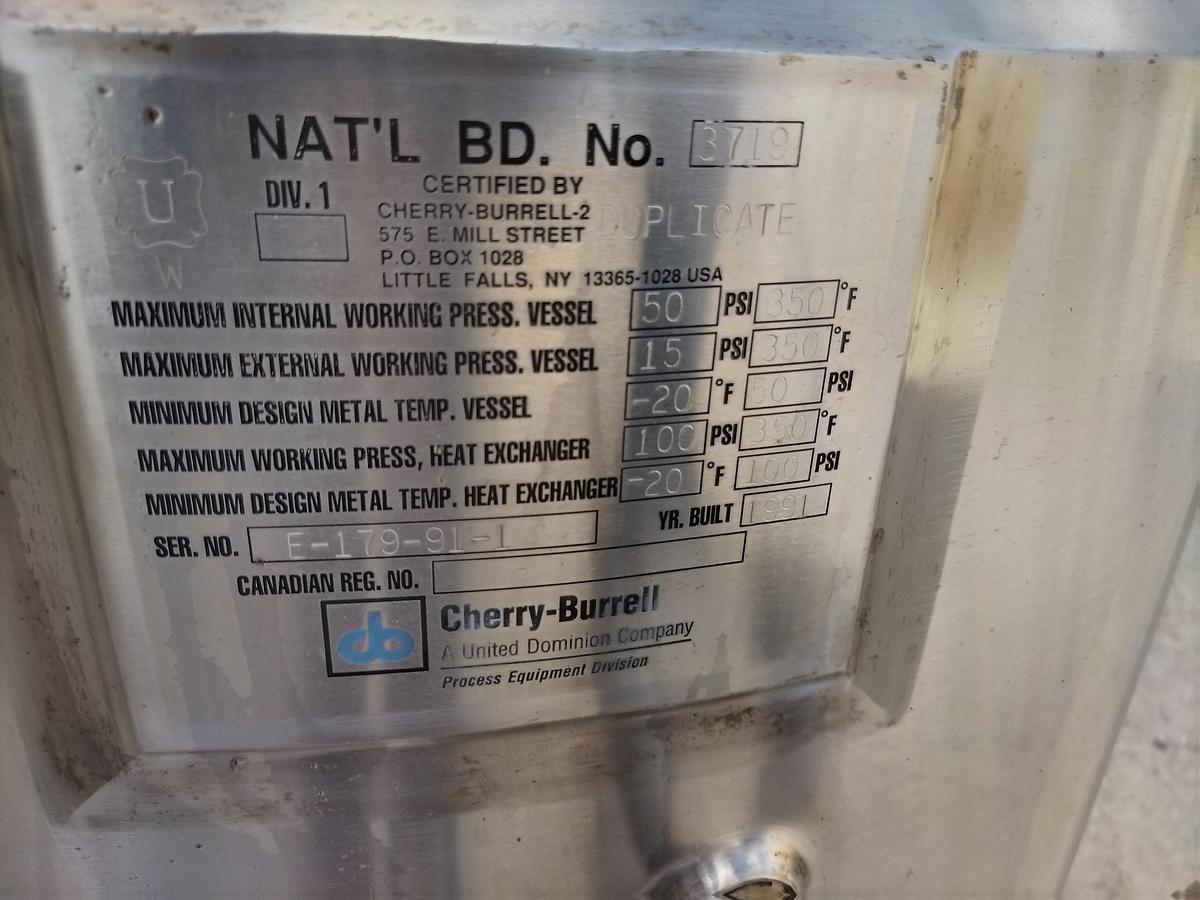 NAT'L BD. No. 3719
U
W
DIV. 1
CERTIFIED BY
CHERRY-BURRELL-2 DUPLICATE
575 E. MILL STREET
P.O. BOX 1028
LITTLE FALLS, NY 13365-1028 USA
MAXIMUM INTERNAL WORKING PRESS. VESSEL 50 PSI 350 °F
MAXIMUM EXTERNAL WORKING PRESS. VESSEL 15 PSI 350 °F
MINIMUM DESIGN METAL TEMP. VESSEL -20 °F 50 PSI
MAXIMUM WORKING PRESS, HEAT EXCHANGER 100 PSI 350 °F
MINIMUM DESIGN METAL TEMP. HEAT EXCHANGER -20 °F 100 PSI
SER. NO. E-179-91-1 YR. BUILT 1991
CANADIAN REG. NO.
cb Cherry-Burrell
A United Dominion Company
Process Equipment Division